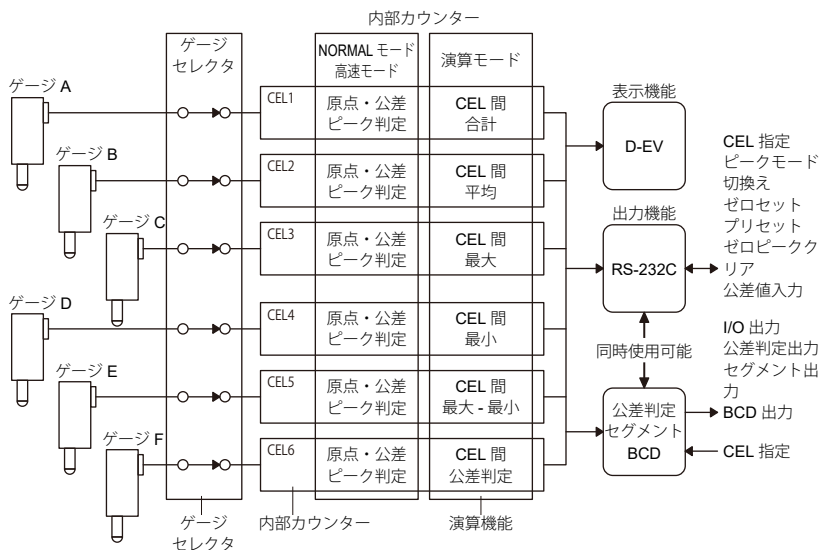 内部カウンター
ゲージ
セレクタ
NORMAL モード
高速モード
演算モード
ゲージ A
CEL1
原点・公差
ピーク判定
CEL 間
合計
ゲージ B
CEL2
原点・公差
ピーク判定
CEL 間
平均
ゲージ C
CEL3
原点・公差
ピーク判定
CEL 間
最大
ゲージ D
CEL4
原点・公差
ピーク判定
CEL 間
最小
ゲージ E
CEL5
原点・公差
ピーク判定
CEL 間
最大 - 最小
ゲージ F
CEL6
原点・公差
ピーク判定
CEL 間
公差判定
ゲージ
セレクタ
内部カウンター
演算機能
表示機能
D-EV
出力機能
RS-232C
CEL 指定
ピークモード
切換え
ゼロセット
プリセット
ゼロピークク
リア
公差値入力
同時使用可能
公差判定
セグメント
BCD
I/O 出力
公差判定出力
セグメント出
力
BCD 出力
CEL 指定